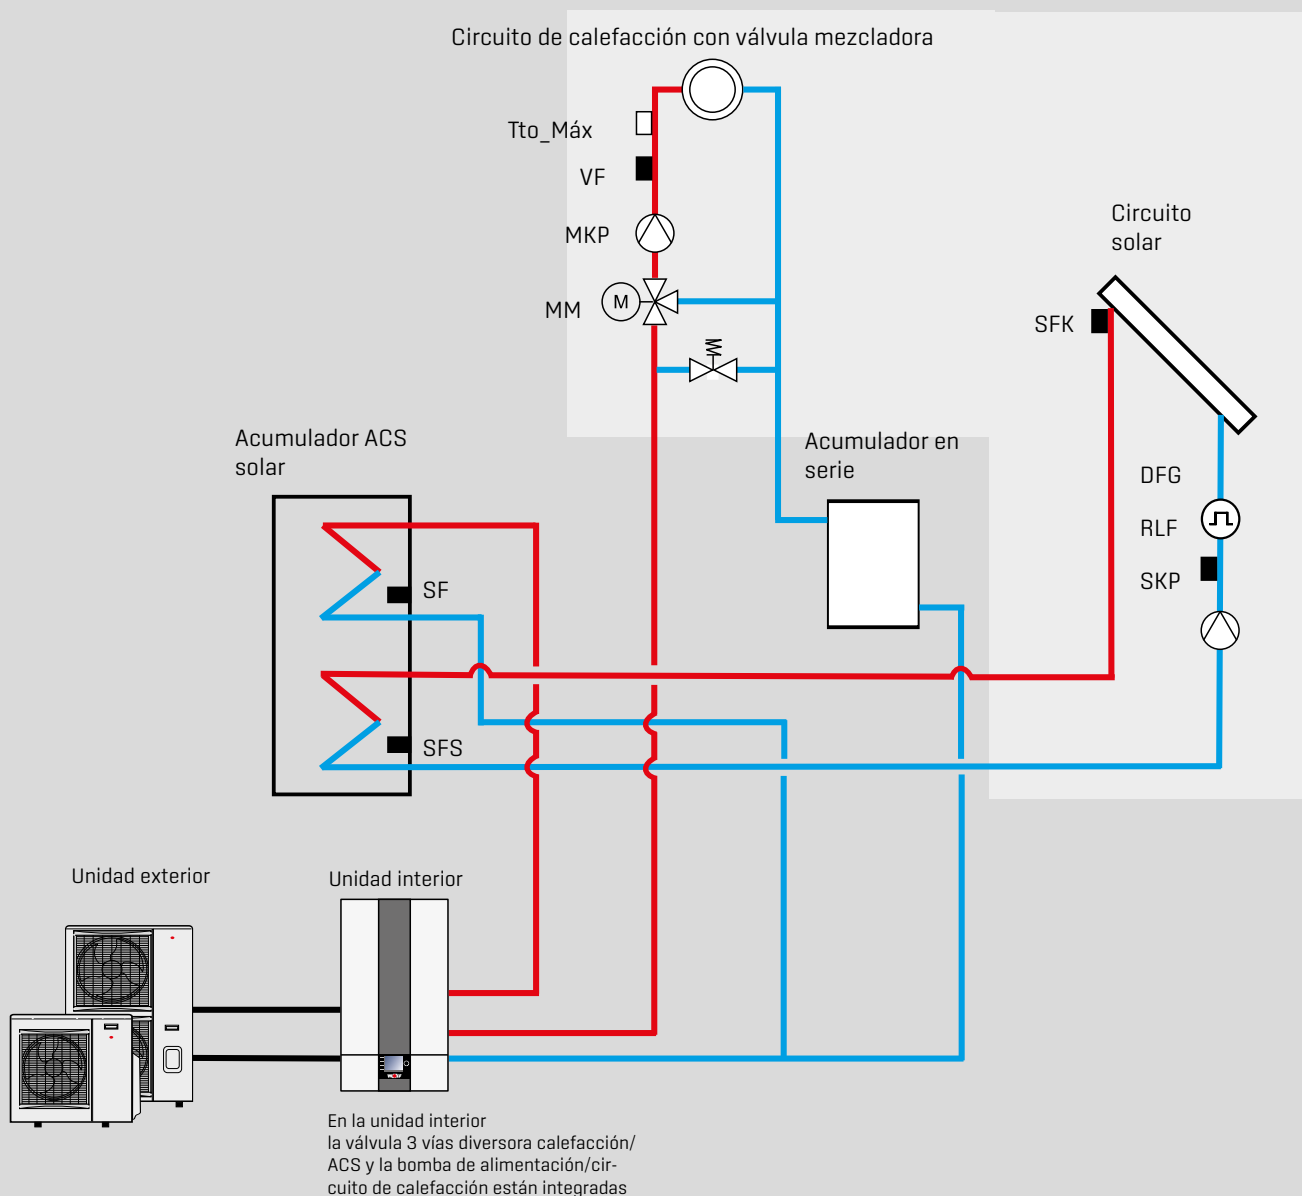 Circuito de calefacción con válvula mezcladora
Tto_Máx
VF
MKP
MM
M
Circuito
solar
SFK
Acumulador ACS
solar
Acumulador en
serie
DFG
RLF
SKP
SF
SFS
Unidad exterior
Unidad interior
En la unidad interior
la válvula 3 vías diversora calefacción/
ACS y la bomba de alimentación/cir-
cuito de calefacción están integradas